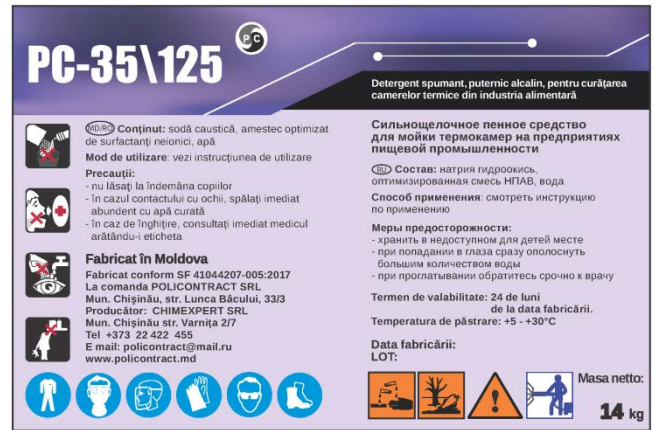 PC-35\125
P C
Detergent spumant, puternic alcalin, pentru curățarea
camerelor termice din industria alimentară
MD/RO Conținut: sodă caustică, amestec optimizat
de surfactanți neionici, apă
Mod de utilizare: vezi instrucțiunea de utilizare
Precauții:
- nu lăsați la îndemâna copiilor
- în cazul contactului cu ochii, spălați imediat
abundent cu apă curată
- în caz de înghițire, consultați imediat medicul
arătându-i eticheta
Fabricat în Moldova
Fabricat conform SF 41044207-005:2017
La comanda POLICONTRACT SRL
Mun. Chișinău, str. Lunca Bâcului, 33/3
Producător: CHIMEXPERT SRL
Mun. Chișinău str. Varnița 2/7
Tel +373 22 422 455
E mail: policontract@mail.ru
www.policontract.md
Сильнощелочное пенное средство
для мойки термокамер на предприятиях
пищевой промышленности
RU Состав: натрия гидроокись,
оптимизированная смесь НПАВ, вода
Способ применения: смотреть инструкцию
по применению
Меры предосторожности:
- хранить в недоступном для детей месте
- при попадании в глаза сразу ополоснуть
большим количеством воды
- при проглатывании обратитесь срочно к врачу
Termen de valabilitate: 24 de luni
de la data fabricării.
Temperatura de păstrare: +5 - +30°C
Data fabricării:
LOT:
Masa netto:
14 kg